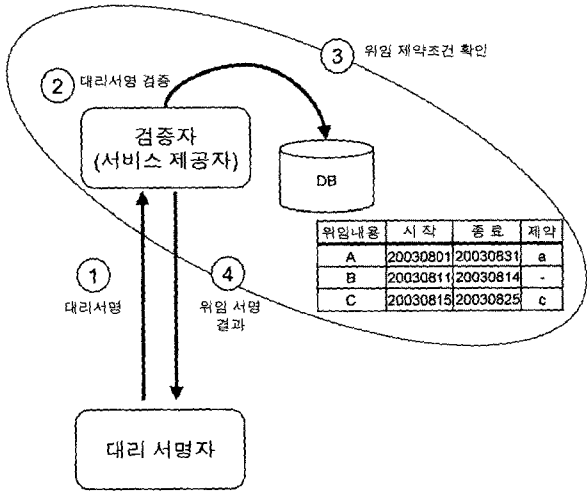 ③ 위임 제약조건 확인
② 대리서명 검증
검증자
(서비스 제공자)
DB
위임내용 시작 종료 제약
A 20030801 20030831 a
B 20030811 20030814 -
C 20030815 20030825 c
① 대리서명
④ 위임 서명
결과
대리 서명자